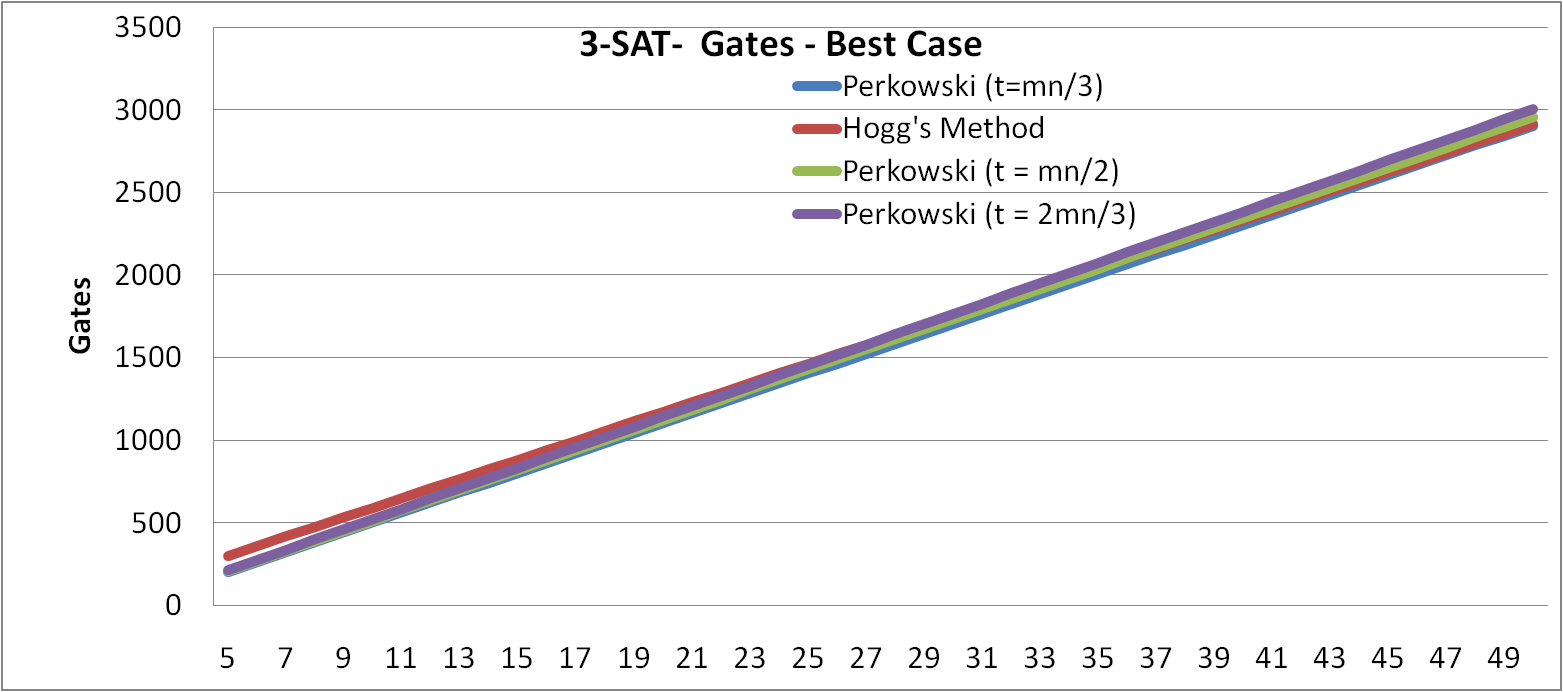 3-SAT-  Gates - Best Case
Perkowski (t=mn/3)
Hogg's Method
Perkowski (t = mn/2)
Perkowski (t = 2mn/3)
Gates
3500
3000
2500
2000
1500
1000
500
0
5 7 9 11 13 15 17 19 21 23 25 27 29 31 33 35 37 39 41 43 45 47 49